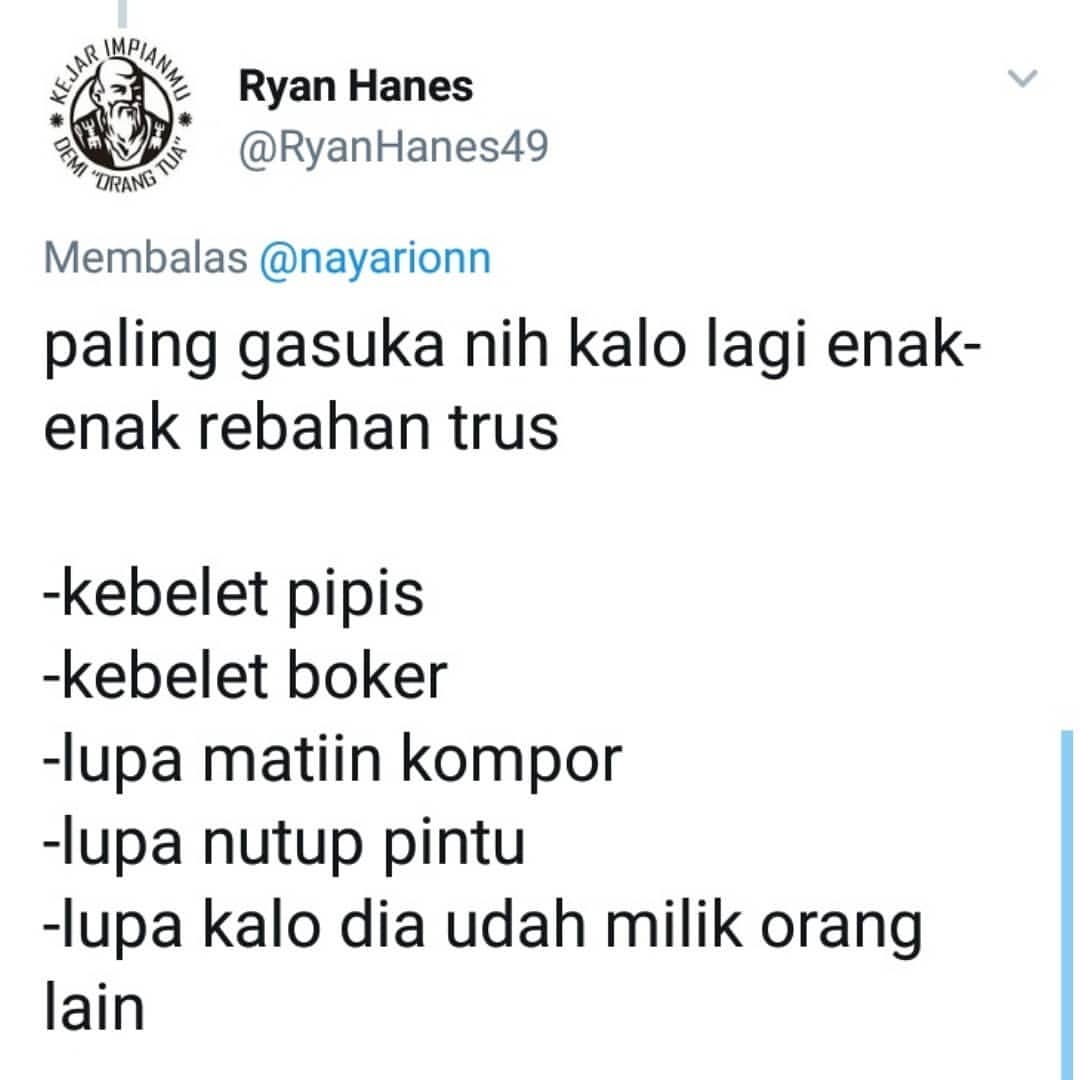 KEJAR IMPIANMU
DEMI "ORANG TUA"
Ryan Hanes
@RyanHanes49
Membalas @nayarionn
paling gasuka nih kalo lagi enak-
enak rebahan trus
-kebelet pipis
-kebelet boker
-lupa matiin kompor
-lupa nutup pintu
-lupa kalo dia udah milik orang
lain